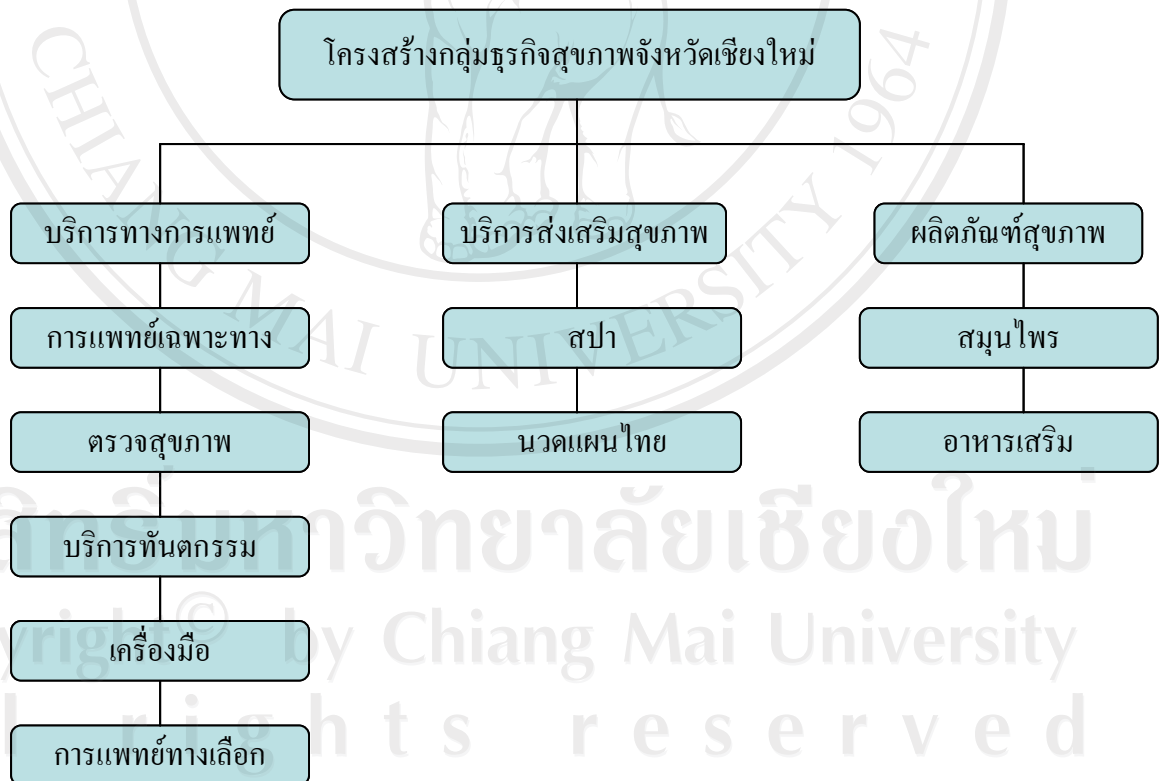 โครงสร้างกลุ่มธุรกิจสุขภาพจังหวัดเชียงใหม่
บริการทางการแพทย์
บริการส่งเสริมสุขภาพ
ผลิตภัณฑ์สุขภาพ
การแพทย์เฉพาะทาง
สปา
สมุนไพร
ตรวจสุขภาพ
นวดแผนไทย
อาหารเสริม
บริการทันตกรรม
เครื่องมือ
การแพทย์ทางเลือก
CHIANG MAI UNIVERSITY 1964
สิทธิ์มหาวิทยาลัยเชียงใหม่
yright© by Chiang Mai University
l rights reserved